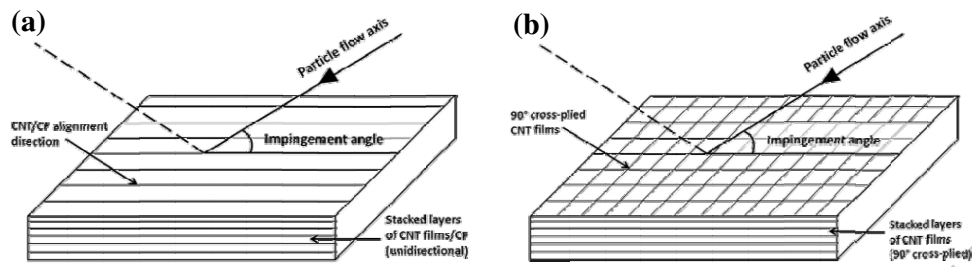 (a)
Particle flow axis
CNT/CF alignment
direction
Impingement angle
Stacked layers
of CNT films/CF
(unidirectional)
(b)
Particle flow axis
90° cross-plied
CNT films
Impingement angle
Stacked layers
of CNT films
(90° cross-plied)